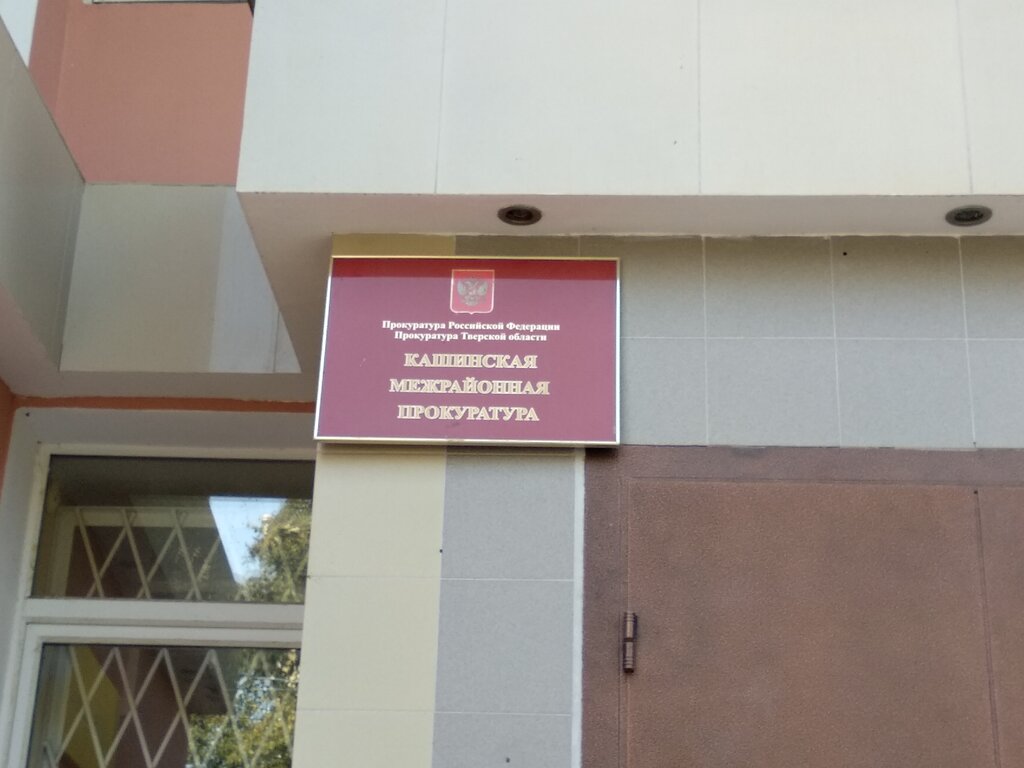 Прокуратура Российской Федерации
Прокуратура Тверской области
КАШИНСКАЯ
МЕЖРАЙОННАЯ
ПРОКУРАТУРА